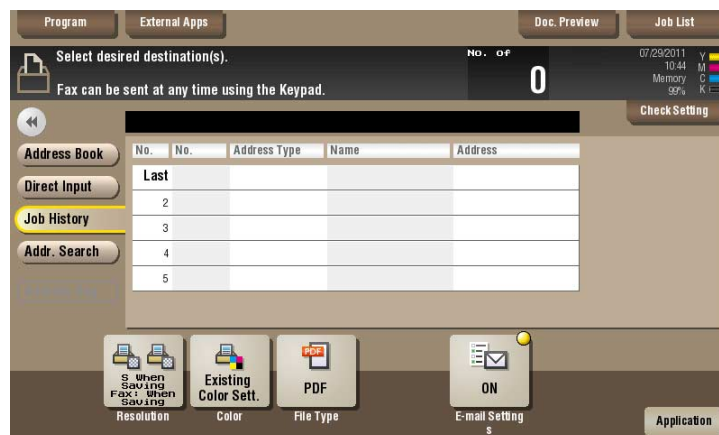 Program
External Apps
Doc. Preview
Job List
Select desired destination(s).
Fax can be sent at any time using the Keypad.
No. of
0
07/29/2011
10:44
Memory
99%
Y
M
C
K
Check Setting
Address Book
Direct Input
Job History
Addr. Search
No.
No.
Address Type
Name
Address
Last
2
3
4
5
S When
Saving
Fax: When
Saving
Resolution
Existing
Color Sett.
Color
PDF
PDF
File Type
ON
E-mail Setting
s
Application